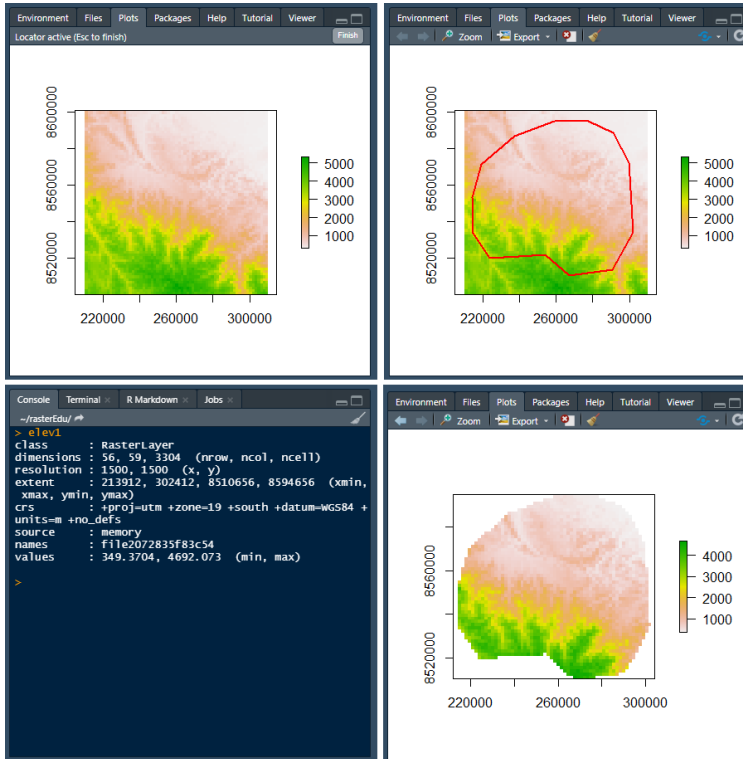 Environment Files Plots Packages Help Tutorial Viewer
Locator active (Esc to finish)
Finish
8600000
8560000
8520000
220000 260000 300000
5000
4000
3000
2000
1000
Environment Files Plots Packages Help Tutorial Viewer
Zoom Export
8600000
8560000
8520000
220000 260000 300000
5000
4000
3000
2000
1000
Console Terminal R Markdown Jobs
~/rasterEdu/
> elev1
class : RasterLayer
dimensions : 56, 59, 3304 (nrow, ncol, ncell)
resolution : 1500, 1500 (x, y)
extent : 213912, 302412, 8510656, 8594656 (xmin,
xmax, ymin, ymax)
crs : +proj=utm +zone=19 +south +datum=WGS84 +
units=m +no_defs
source : memory
names : file2072835f83c54
values : 349.3704, 4692.073 (min, max)
>
Environment Files Plots Packages Help Tutorial Viewer
Zoom Export
8560000
8520000
220000 260000 300000
4000
3000
2000
1000